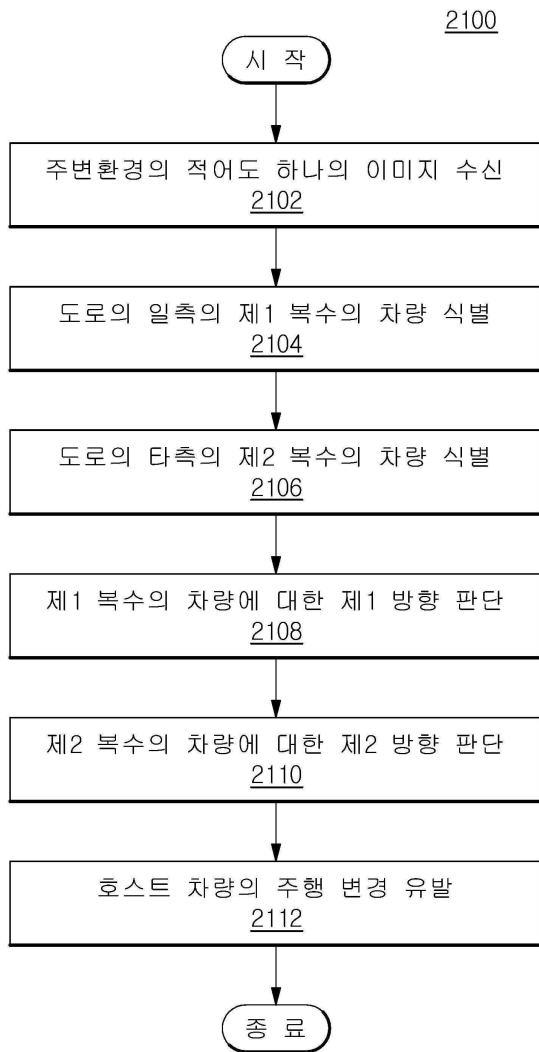 2100
시 작
주변환경의 적어도 하나의 이미지 수신
2102
도로의 일측의 제1 복수의 차량 식별
2104
도로의 타측의 제2 복수의 차량 식별
2106
제1 복수의 차량에 대한 제1 방향 판단
2108
제2 복수의 차량에 대한 제2 방향 판단
2110
호스트 차량의 주행 변경 유발
2112
종 료